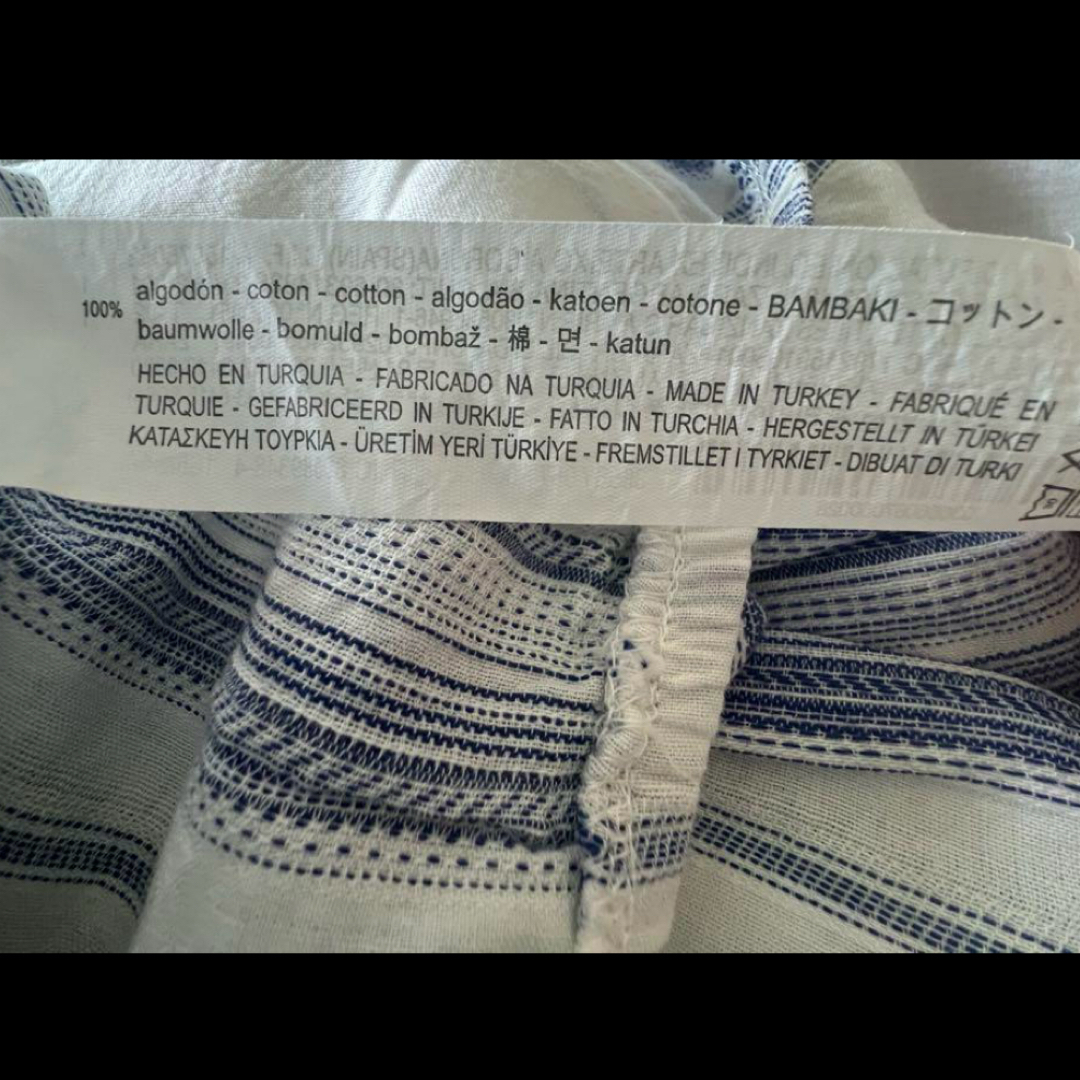 100% algodón - coton - cotton - algodão - katoen - cotone - BAMBAKI - コットン -
baumwolle - bomuld - bombaž - 棉 - 면 - katun
HECHO EN TURQUIA - FABRICADO NA TURQUIA - MADE IN TURKEY - FABRIQUÉ EN
TURQUIE - GEFABRICEERD IN TURKIJE - FATTO IN TURCHIA - HERGESTELLT IN TÜRKEI
ΚΑΤΑΣΚΕΥΗ ΤΟΥΡΚΙΑ - ÜRETİM YERİ TÜRKİYE - FREMSTILLET I TYRKIET - DIBUAT DI TURKI